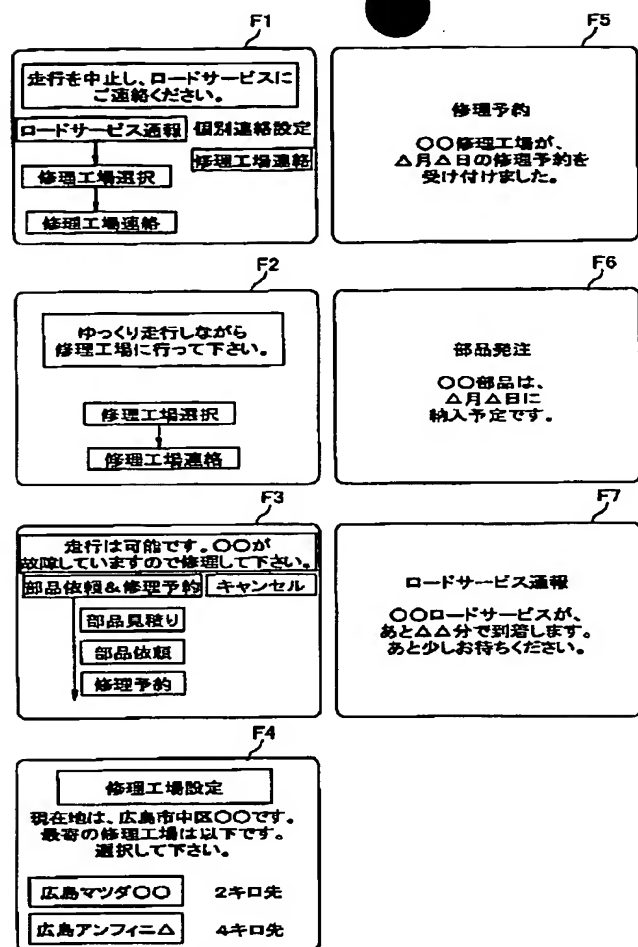 F1
走行を中止し、ロードサービスに
ご連絡ください。
ロードサービス通報 個別連絡設定
修理工場連絡
修理工場選択
修理工場連絡
F2
ゆっくり走行しながら
修理工場に行って下さい。
修理工場選択
修理工場連絡
F3
走行は可能です。〇〇が
故障していますので修理して下さい。
部品依頼&修理予約 キャンセル
部品見積り
部品依頼
修理予約
F4
修理工場設定
現在地は、広島市中区〇〇です。
最寄の修理工場は以下です。
選択して下さい。
広島マツダ〇〇 2キロ先
広島アンフィニ△ 4キロ先
F5
修理予約
〇〇修理工場が、
△月△日の修理予約を
受け付けました。
F6
部品発注
〇〇部品は、
△月△日に
納入予定です。
F7
ロードサービス通報
〇〇ロードサービスが、
あと△△分で到着します。
あと少しお待ちください。